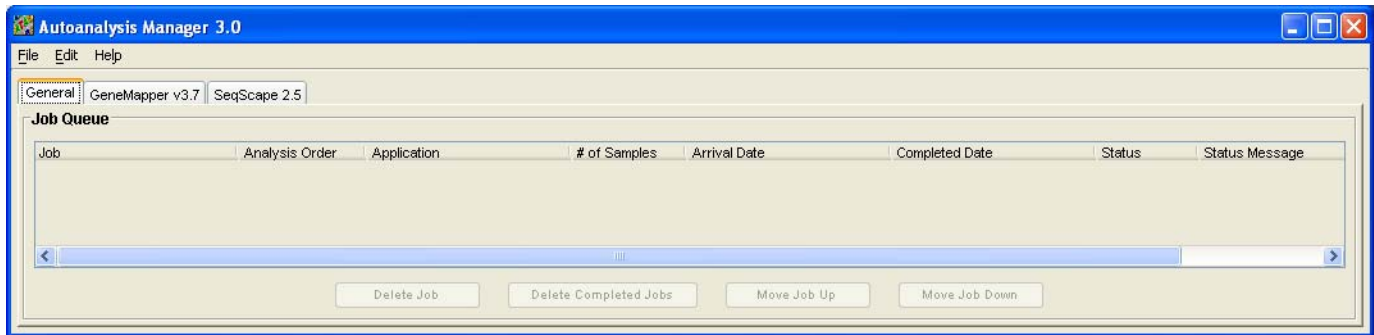 Autoanalysis Manager 3.0
File Edit Help
General GeneMapper v3.7 SeqScape 2.5
Job Queue
Job Analysis Order Application # of Samples Arrival Date Completed Date Status Status Message
Delete Job Delete Completed Jobs Move Job Up Move Job Down